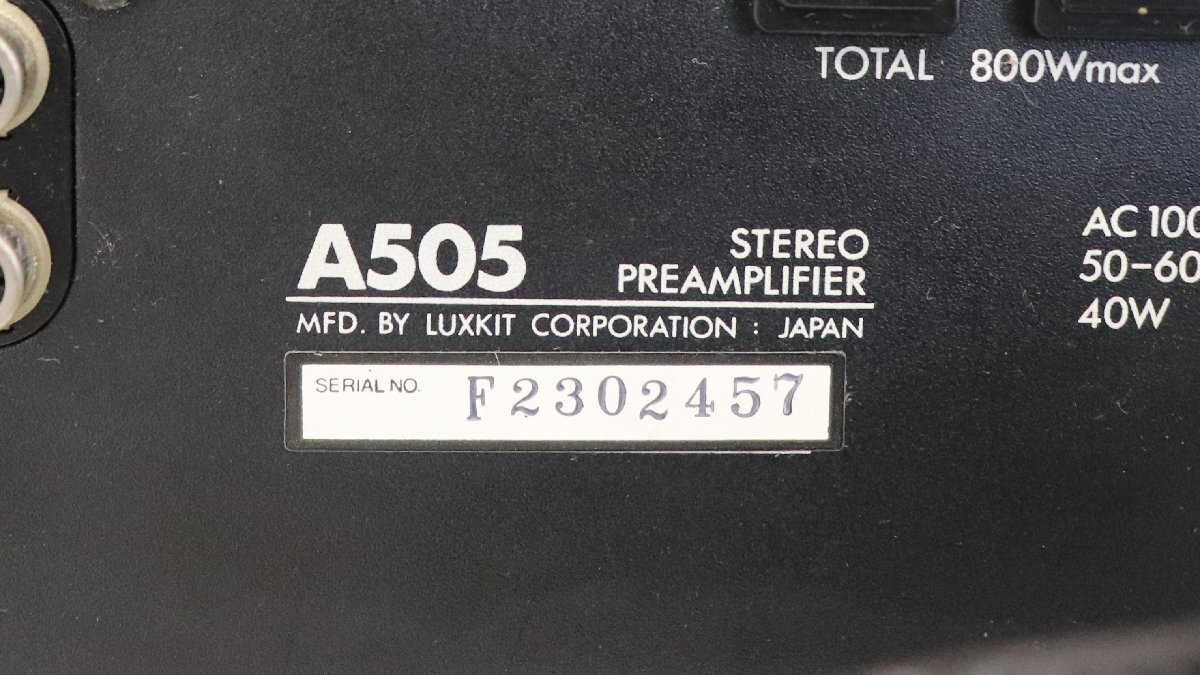 TOTAL 800Wmax
A505
STEREO
PREAMPLIFIER
MFD. BY LUXKIT CORPORATION : JAPAN
SERIAL NO. F2302457
AC 100
50-60
40W